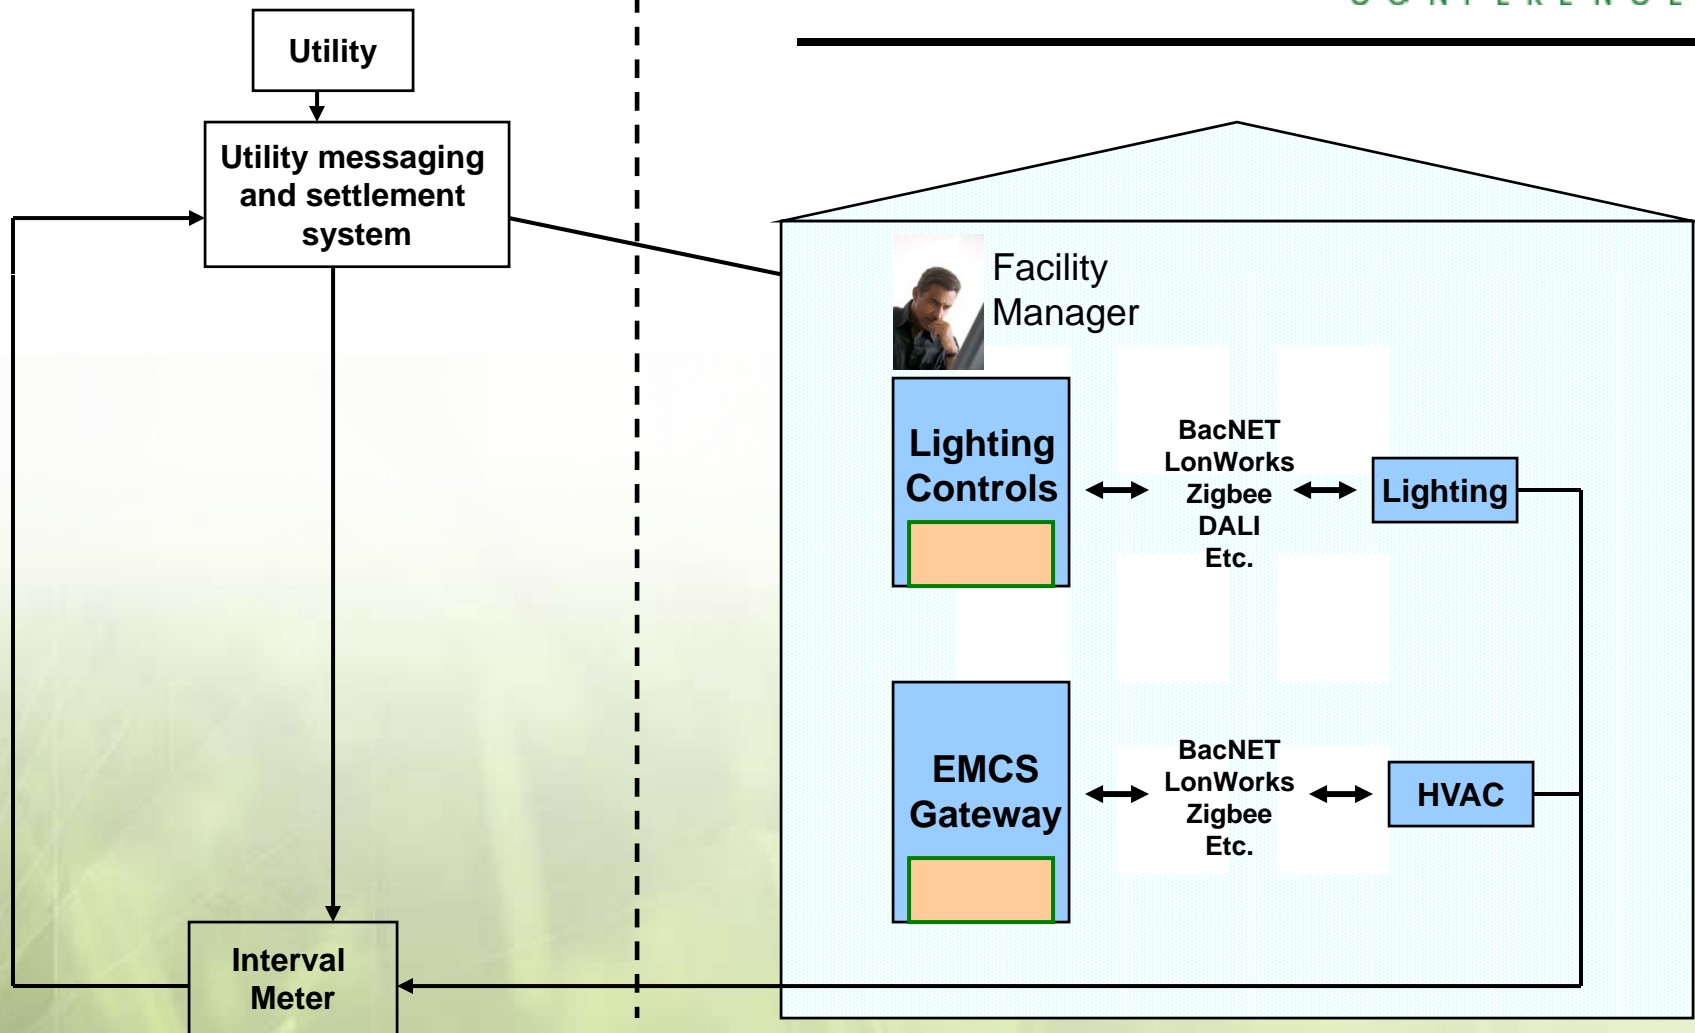 CONFERENCE
Utility
Utility messaging
and settlement
system
Facility
Manager
Lighting
Controls
BacNET
LonWorks
Zigbee
DALI
Etc.
Lighting
EMCS
Gateway
BacNET
LonWorks
Zigbee
Etc.
HVAC
Interval
Meter